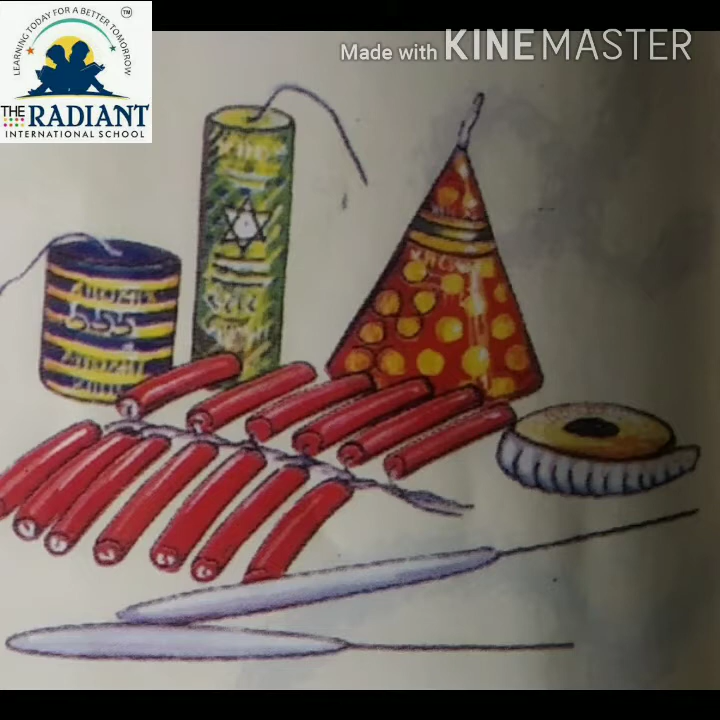 LEARNING TODAY FOR A BETTER TOMORROW
TM
THE RADIANT
INTERNATIONAL SCHOOL
Made with KINEMASTER
555